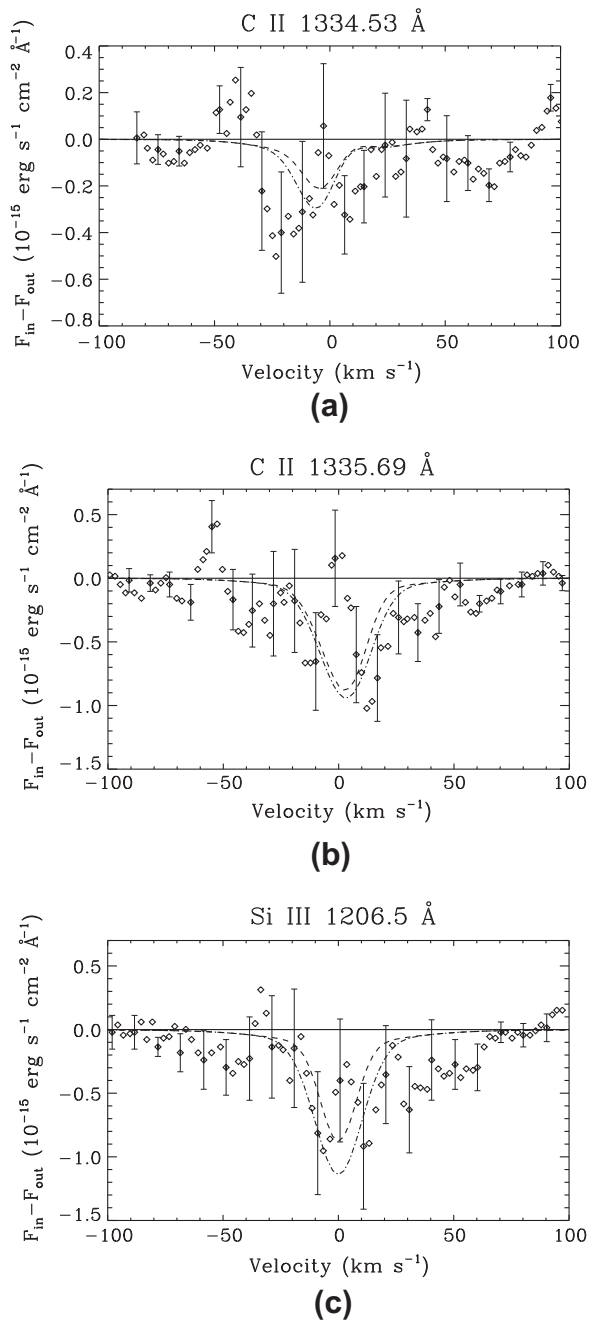 C II 1334.53 Å
F_in−F_out (10^−15 erg s^−1 cm^−2 Å^−1)
0.4
0.2
0.0
−0.2
−0.4
−0.6
−0.8
−100
−50
0
50
100
Velocity (km s^−1)
(a)
C II 1335.69 Å
F_in−F_out (10^−15 erg s^−1 cm^−2 Å^−1)
0.5
0.0
−0.5
−1.0
−1.5
−100
−50
0
50
100
Velocity (km s^−1)
(b)
Si III 1206.5 Å
F_in−F_out (10^−15 erg s^−1 cm^−2 Å^−1)
0.5
0.0
−0.5
−1.0
−1.5
−100
−50
0
50
100
Velocity (km s^−1)
(c)